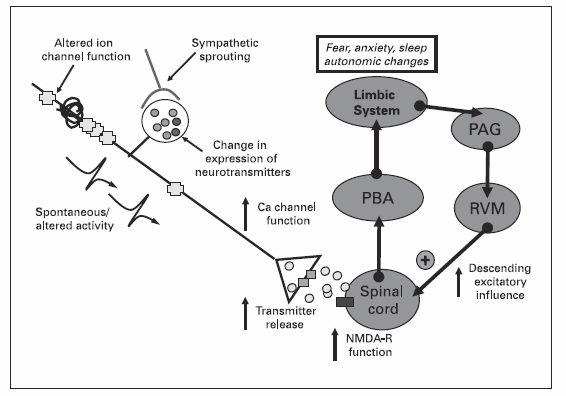 Altered ion
channel function
Sympathetic
sprouting
Fear, anxiety, sleep
autonomic changes
Limbic
System
PAG
Change in
expression of
neurotransmitters
PBA
RVM
Spontaneous/
altered activity
Ca channel
function
+
Descending
excitatory
influence
Spinal
cord
Transmitter
release
NMDA-R
function